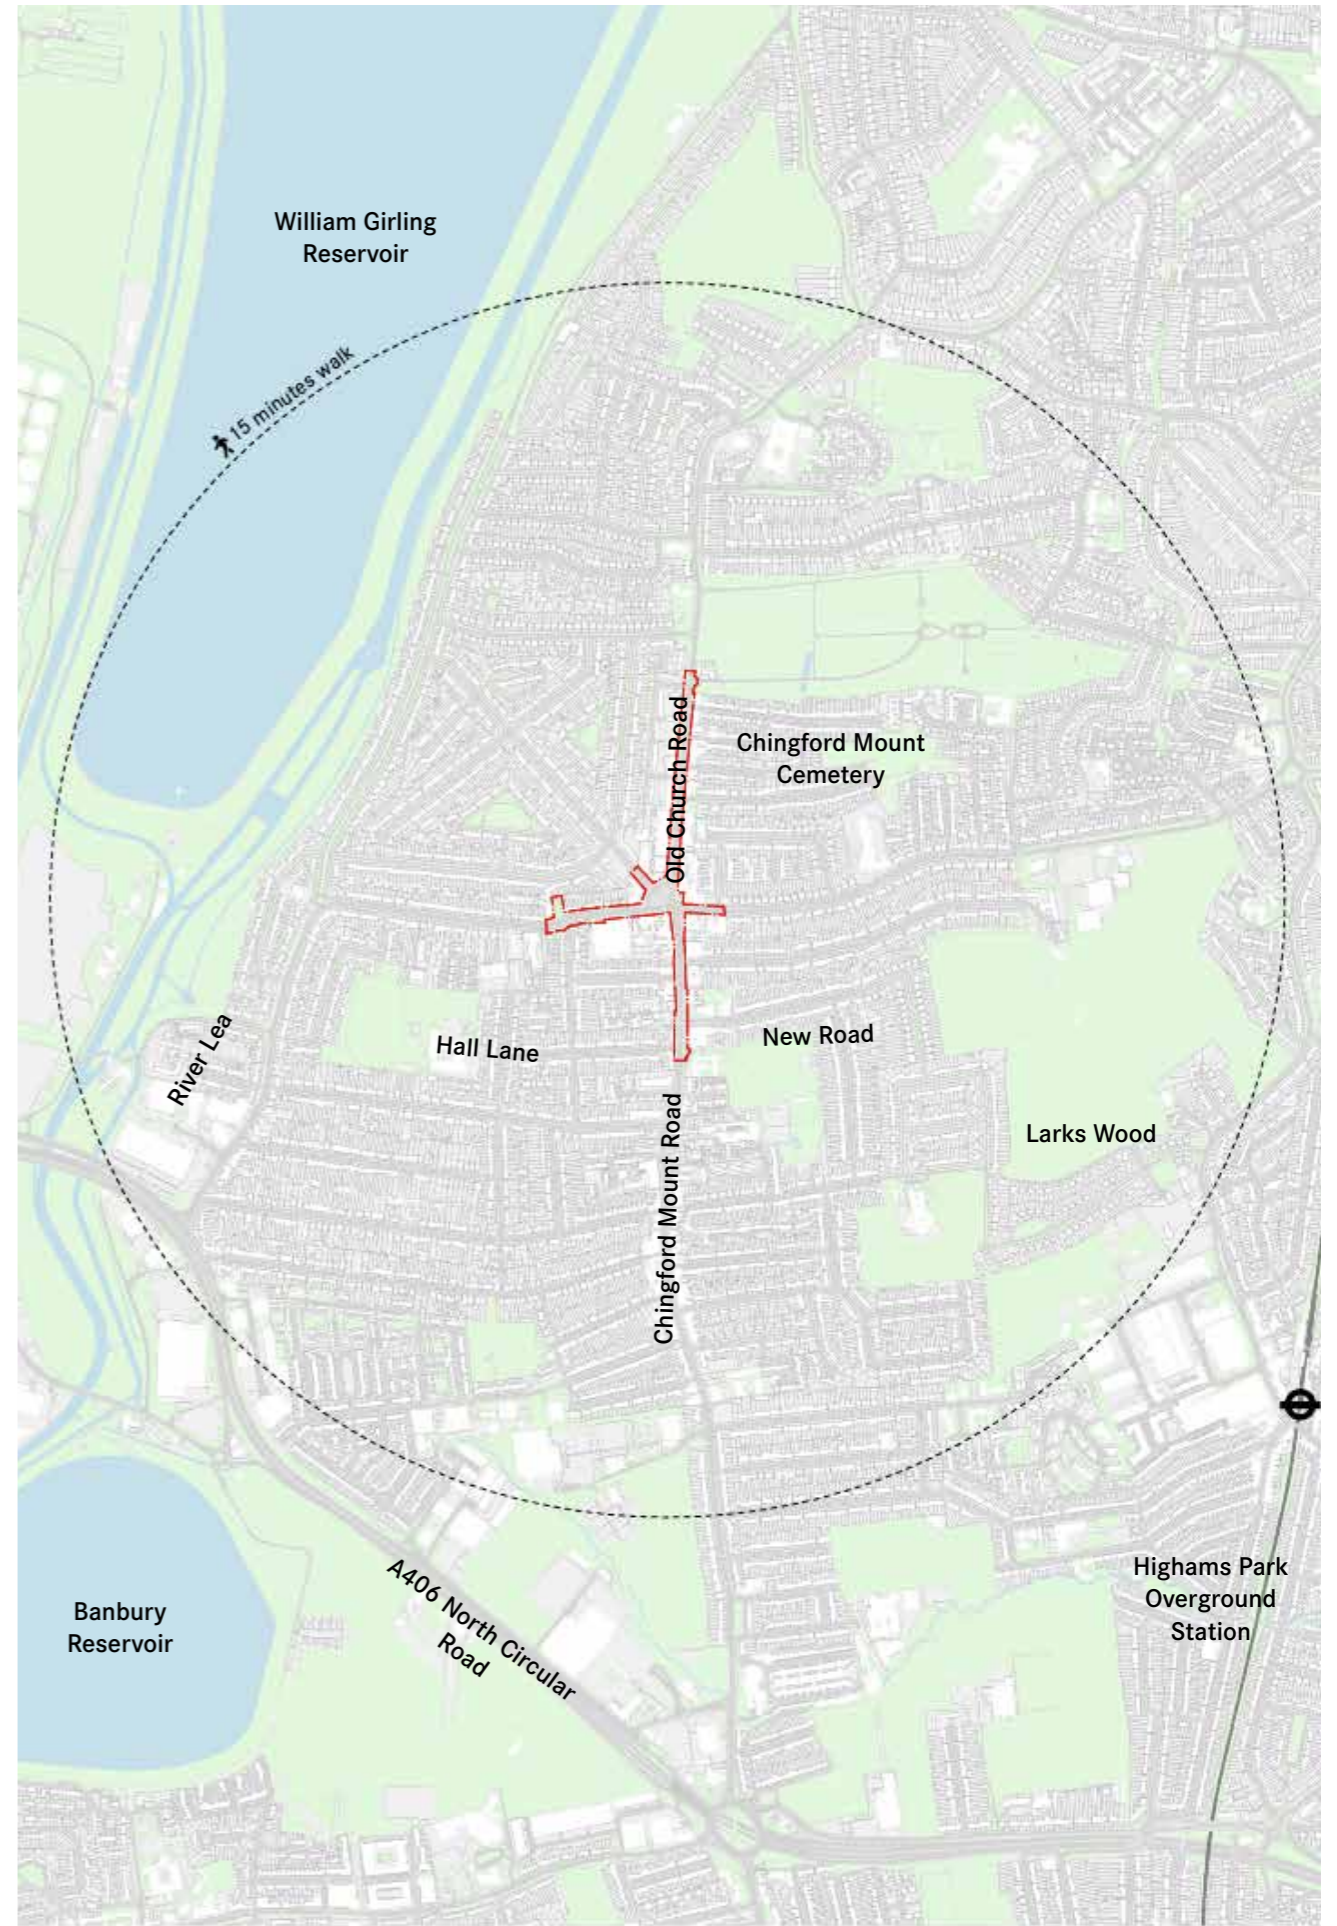 William Girling
Reservoir
15 minutes walk
Old Church Road
Chingford Mount
Cemetery
River Lea
Hall Lane
New Road
Chingford Mount Road
Larks Wood
A406 North Circular
Road
Highams Park
Overground
Station
Banbury
Reservoir